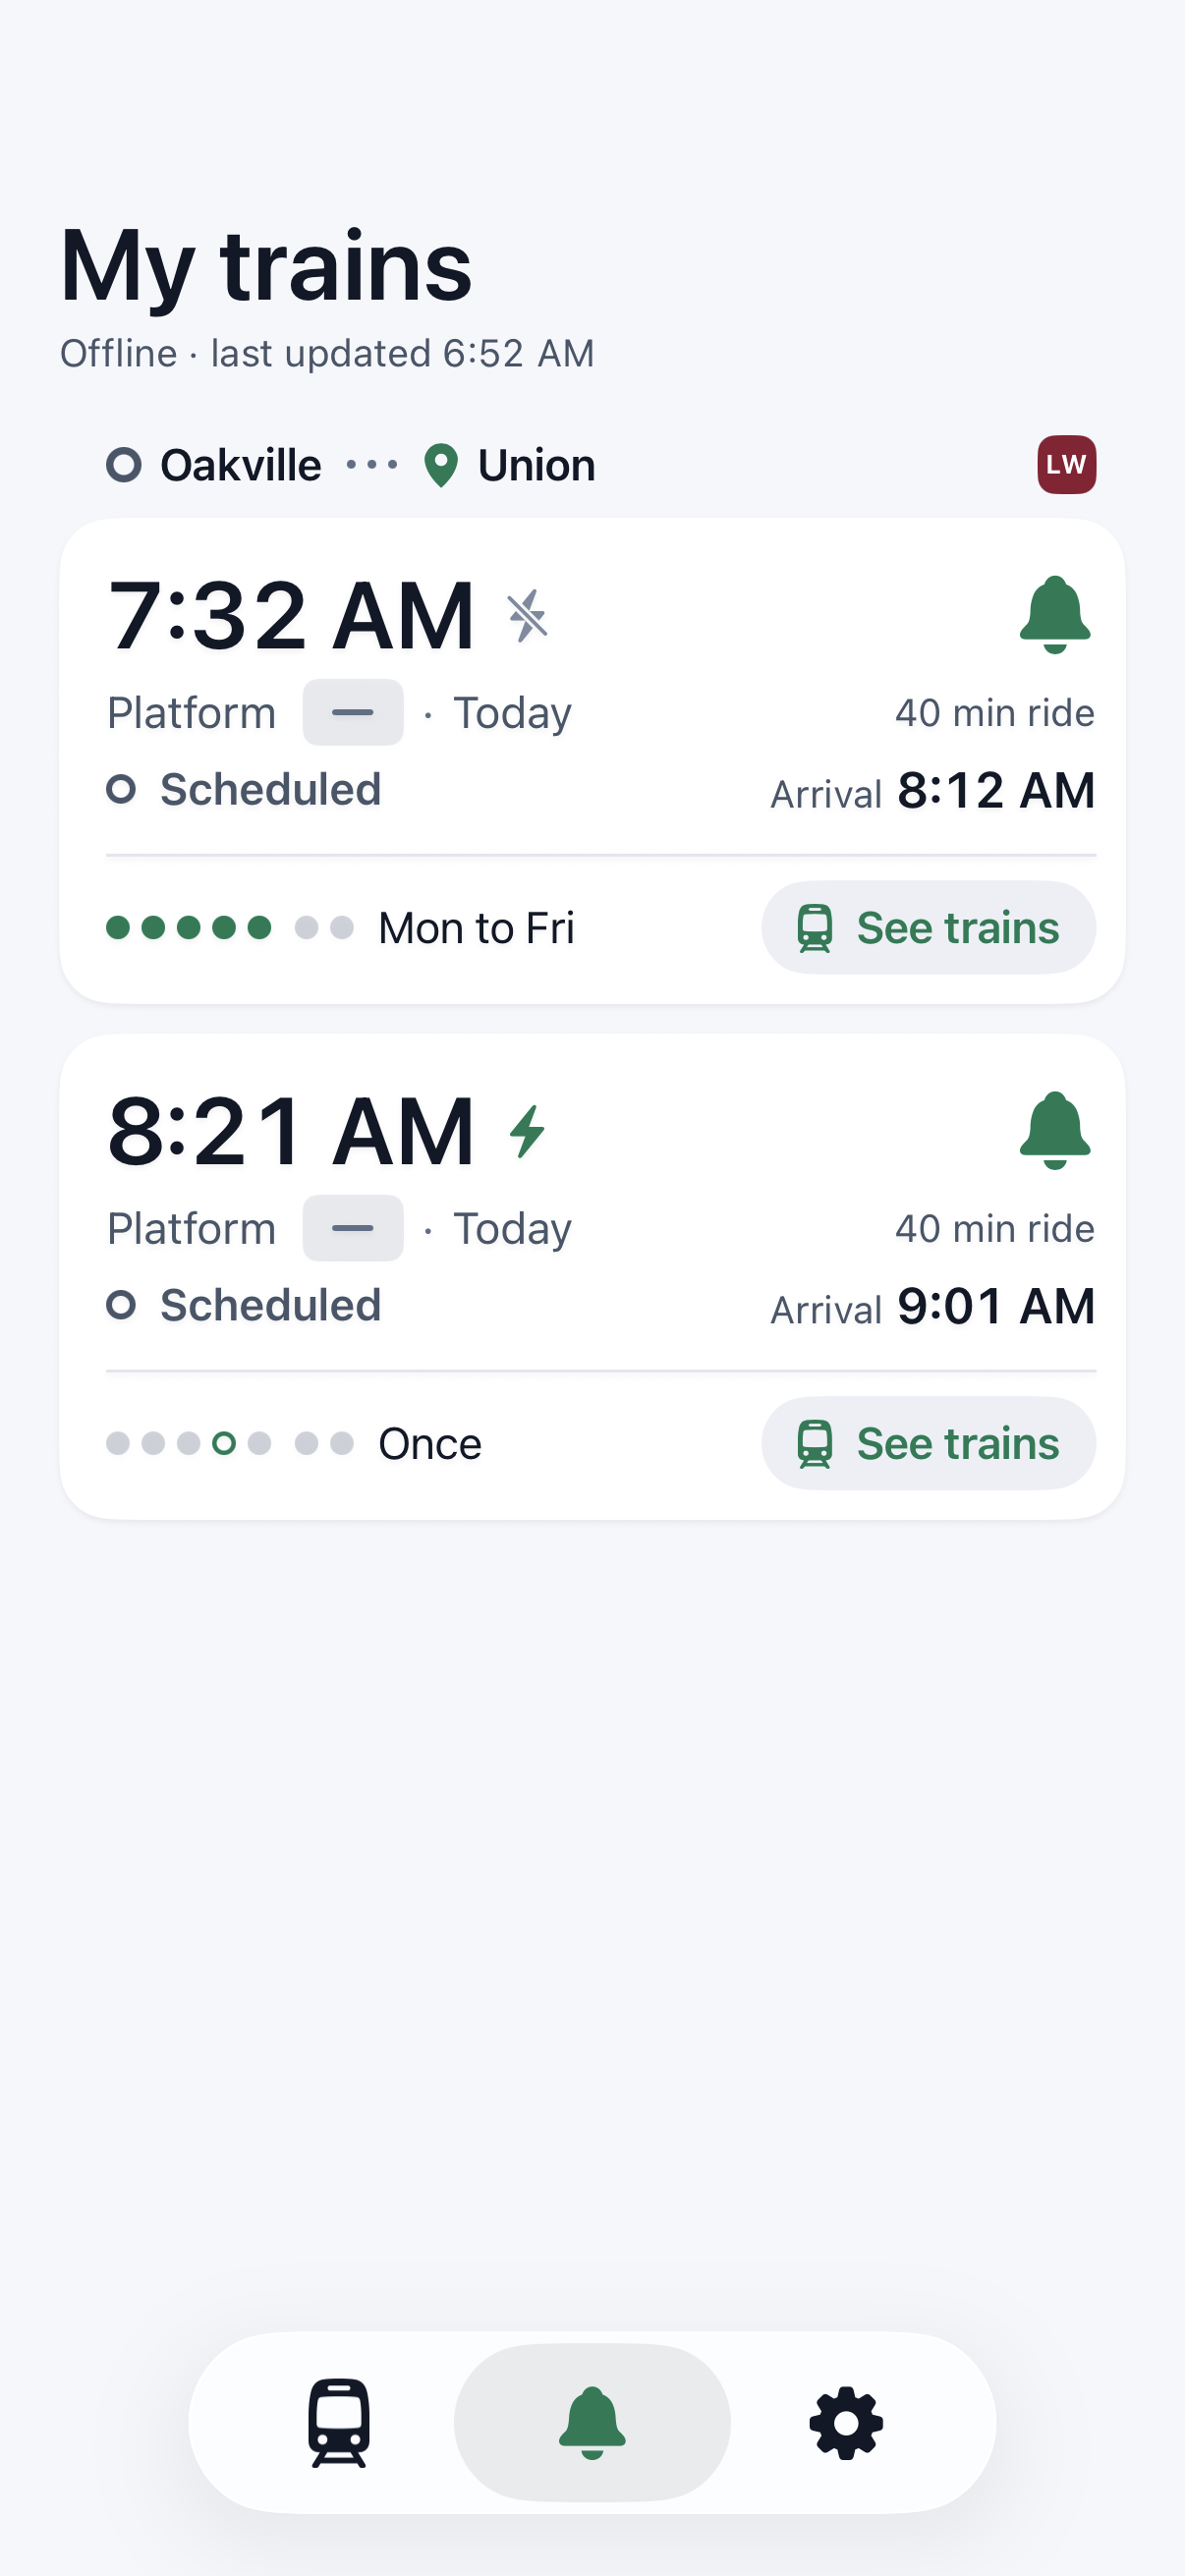 My trains
Offline · last updated 6:52 AM
Oakville ··· Union LW
7:32 AM
Platform — · Today 40 min ride
Scheduled Arrival 8:12 AM
Mon to Fri See trains
8:21 AM
Platform — · Today 40 min ride
Scheduled Arrival 9:01 AM
Once See trains